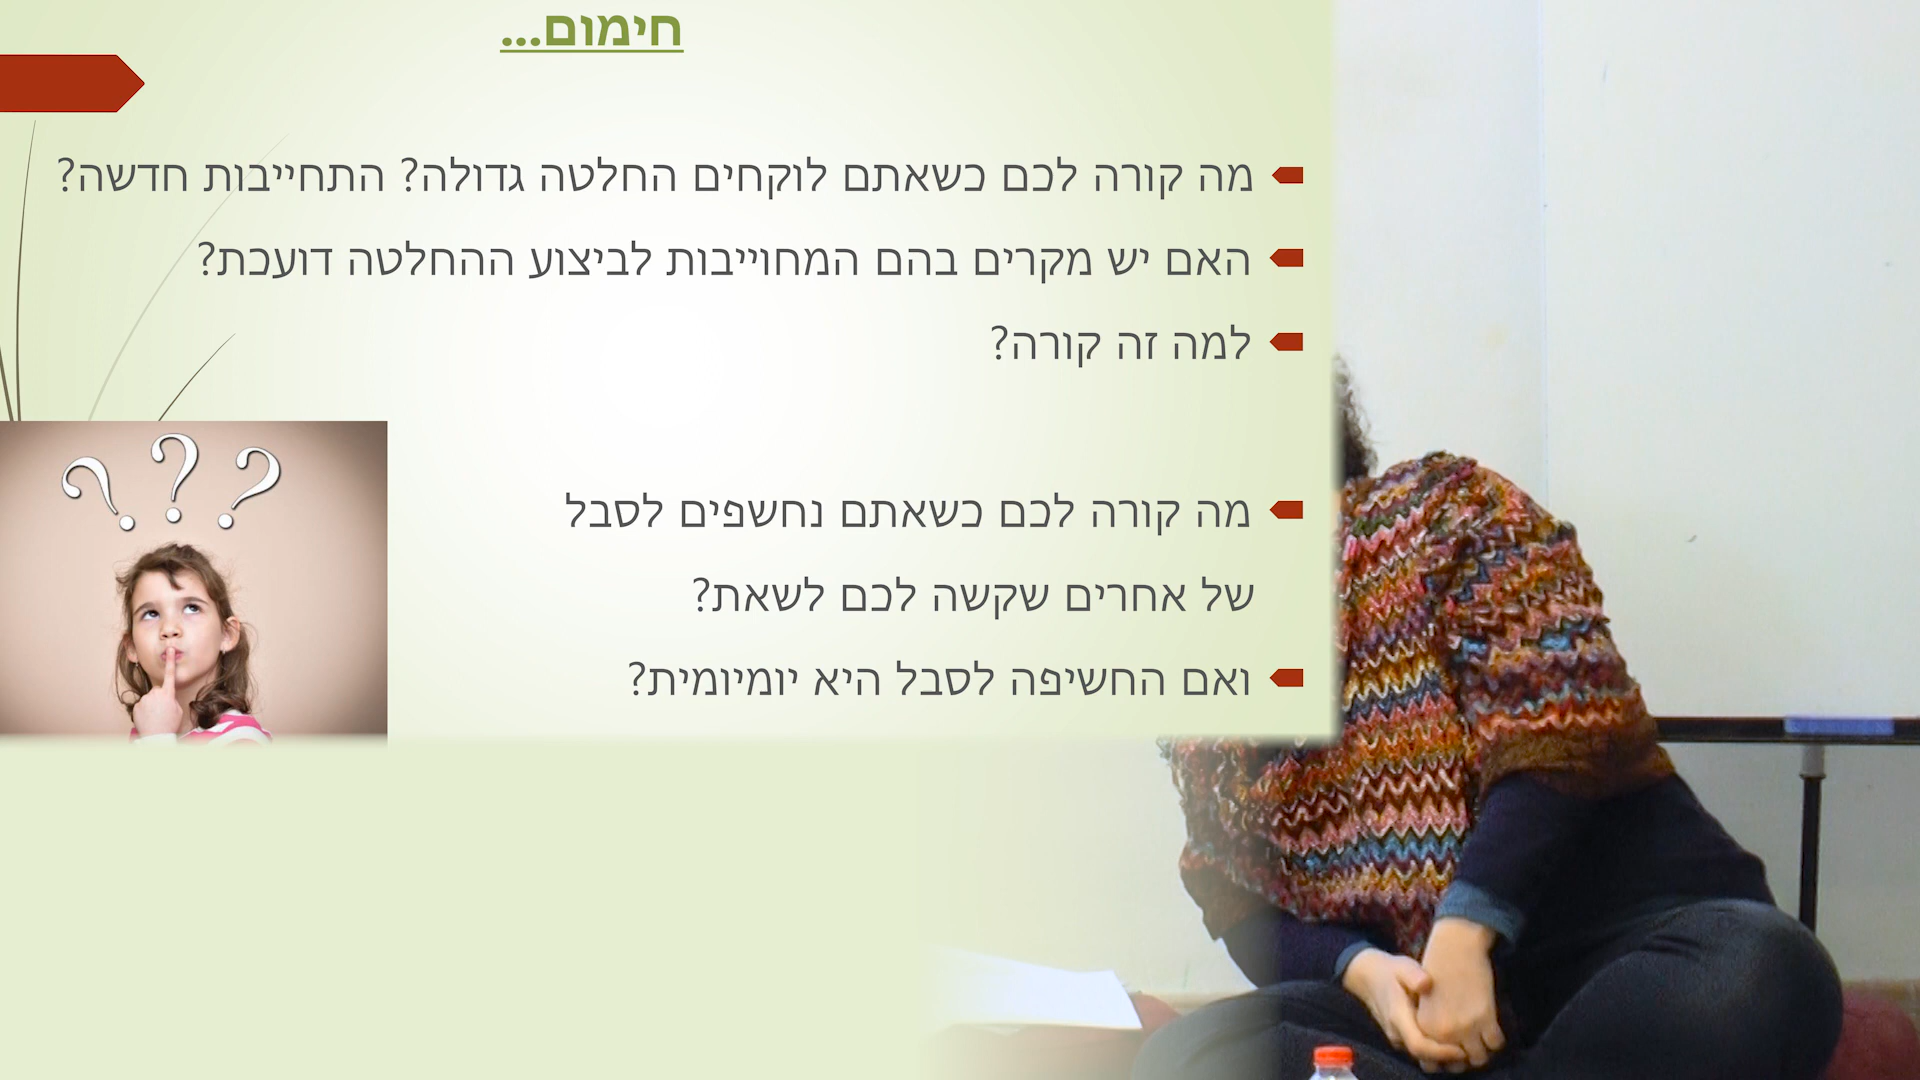 חימום...
מה קורה לכם כשאתם לוקחים החלטה גדולה? התחייבות חדשה?
האם יש מקרים בהם המחוייבות לביצוע ההחלטה דועכת?
למה זה קורה?
מה קורה לכם כשאתם נחשפים לסבל
של אחרים שקשה לכם לשאת?
ואם החשיפה לסבל היא יומיומית?